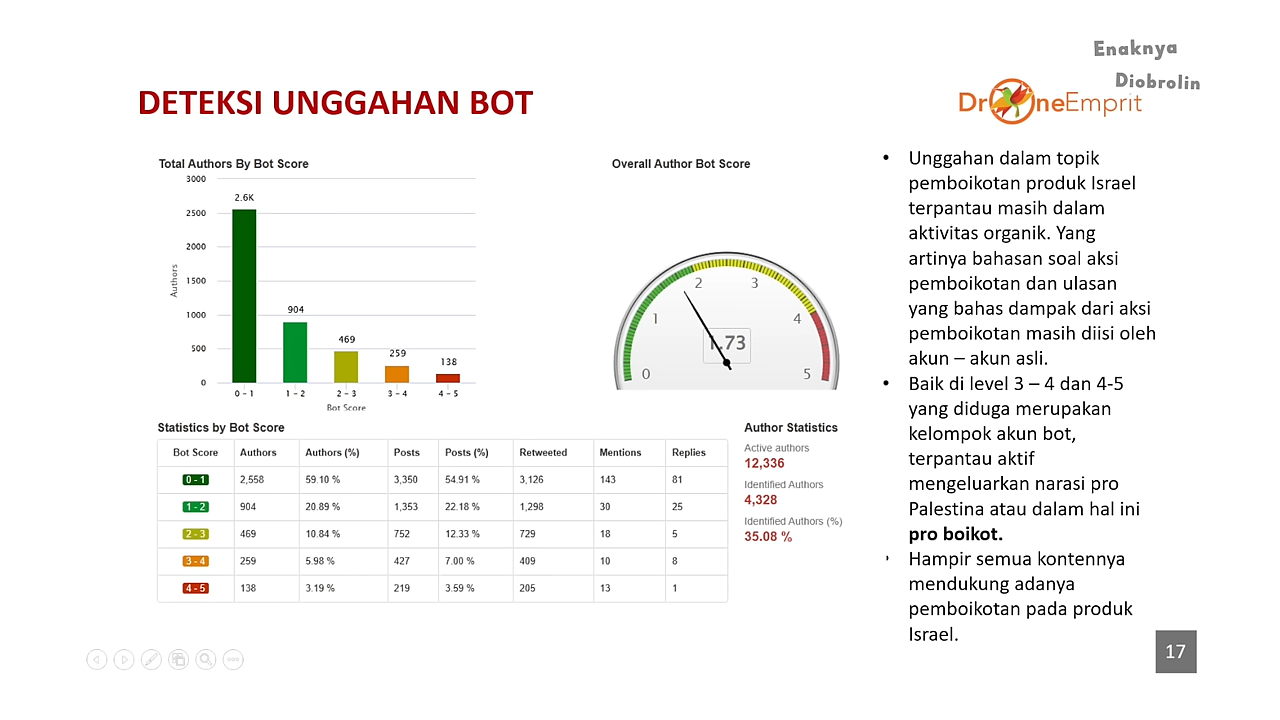 Enaknya
Diobrolin
DETEKSI UNGGAHAN BOT
DroneEmprit
Total Authors By Bot Score
3000
2500
2000
1500
1000
500
0
Authors
2.6K
904
469
259
138
0 - 1
1 - 2
2 - 3
3 - 4
4 - 5
Bot Score
Overall Author Bot Score
0
1
2
3
4
5
1.73
Statistics by Bot Score
Bot Score Authors Authors (%) Posts Posts (%) Retweeted Mentions Replies
0 - 1 2,558 59.10 % 3,350 54.91 % 3,126 143 81
1 - 2 904 20.89 % 1,353 22.18 % 1,298 30 25
2 - 3 469 10.84 % 752 12.33 % 729 18 5
3 - 4 259 5.98 % 427 7.00 % 409 10 8
4 - 5 138 3.19 % 219 3.59 % 205 13 1
Author Statistics
Active authors
12,336
Identified Authors
4,328
Identified Authors (%)
35.08 %
• Unggahan dalam topik
pemboikotan produk Israel
terpantau masih dalam
aktivitas organik. Yang
artinya bahasan soal aksi
pemboikotan dan ulasan
yang bahas dampak dari aksi
pemboikotan masih diisi oleh
akun – akun asli.
• Baik di level 3 – 4 dan 4-5
yang diduga merupakan
kelompok akun bot,
terpantau aktif
mengeluarkan narasi pro
Palestina atau dalam hal ini
pro boikot.
• Hampir semua kontennya
mendukung adanya
pemboikotan pada produk
Israel.
17